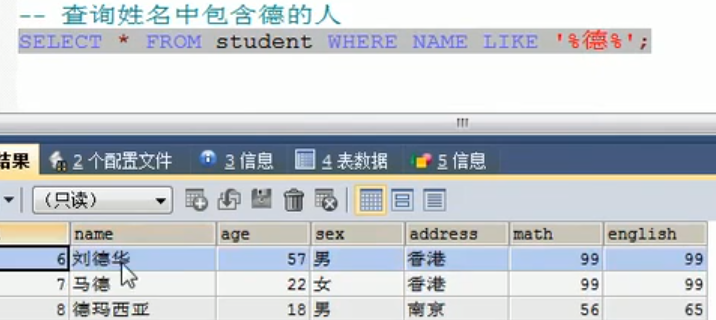 -- 查询姓名中包含德的人
SELECT * FROM student WHERE NAME LIKE '%德%';
结果 2 个配置文件 3 信息 4 表数据 5 信息
（只读）
name age sex address math english
6 刘德华 57 男 香港 99 99
7 马德 22 女 香港 99 99
8 德玛西亚 18 男 南京 56 65